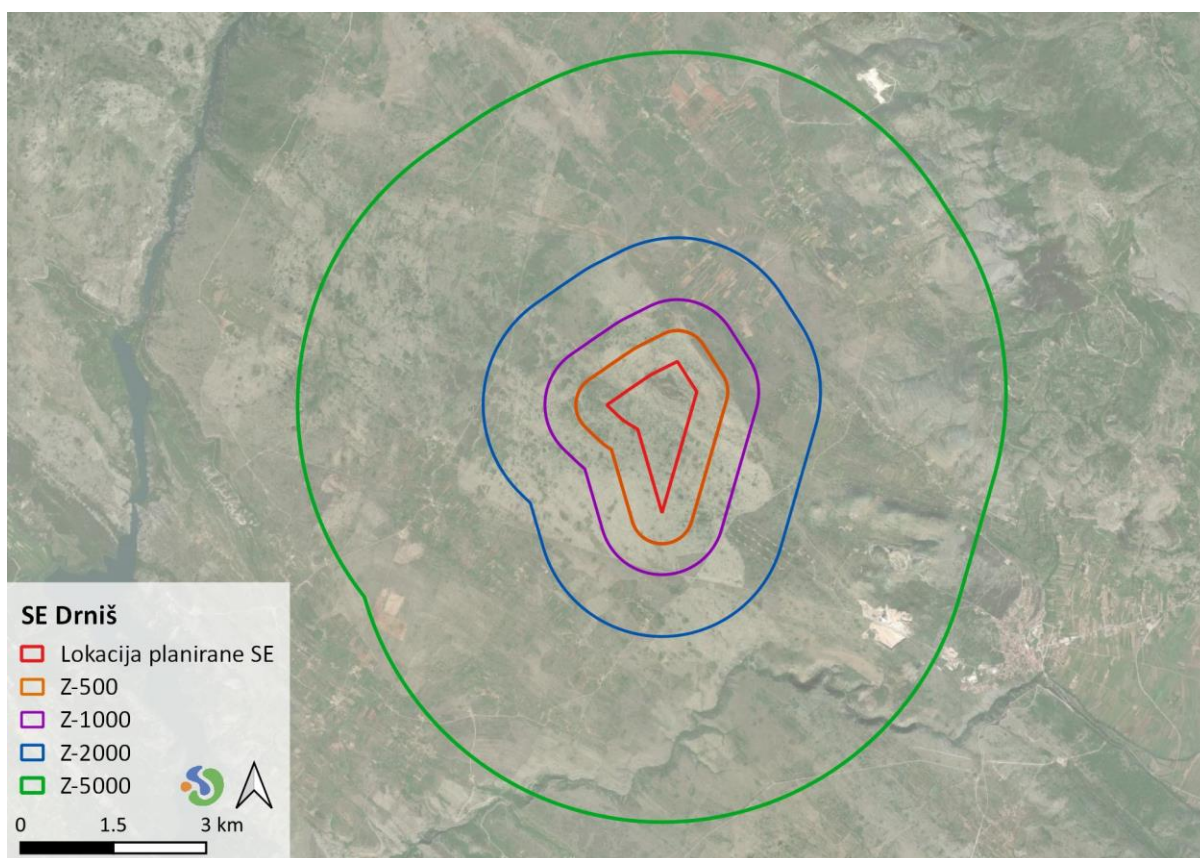 SE Drniš
Lokacija planirane SE
Z-500
Z-1000
Z-2000
Z-5000
0 1.5 3 km